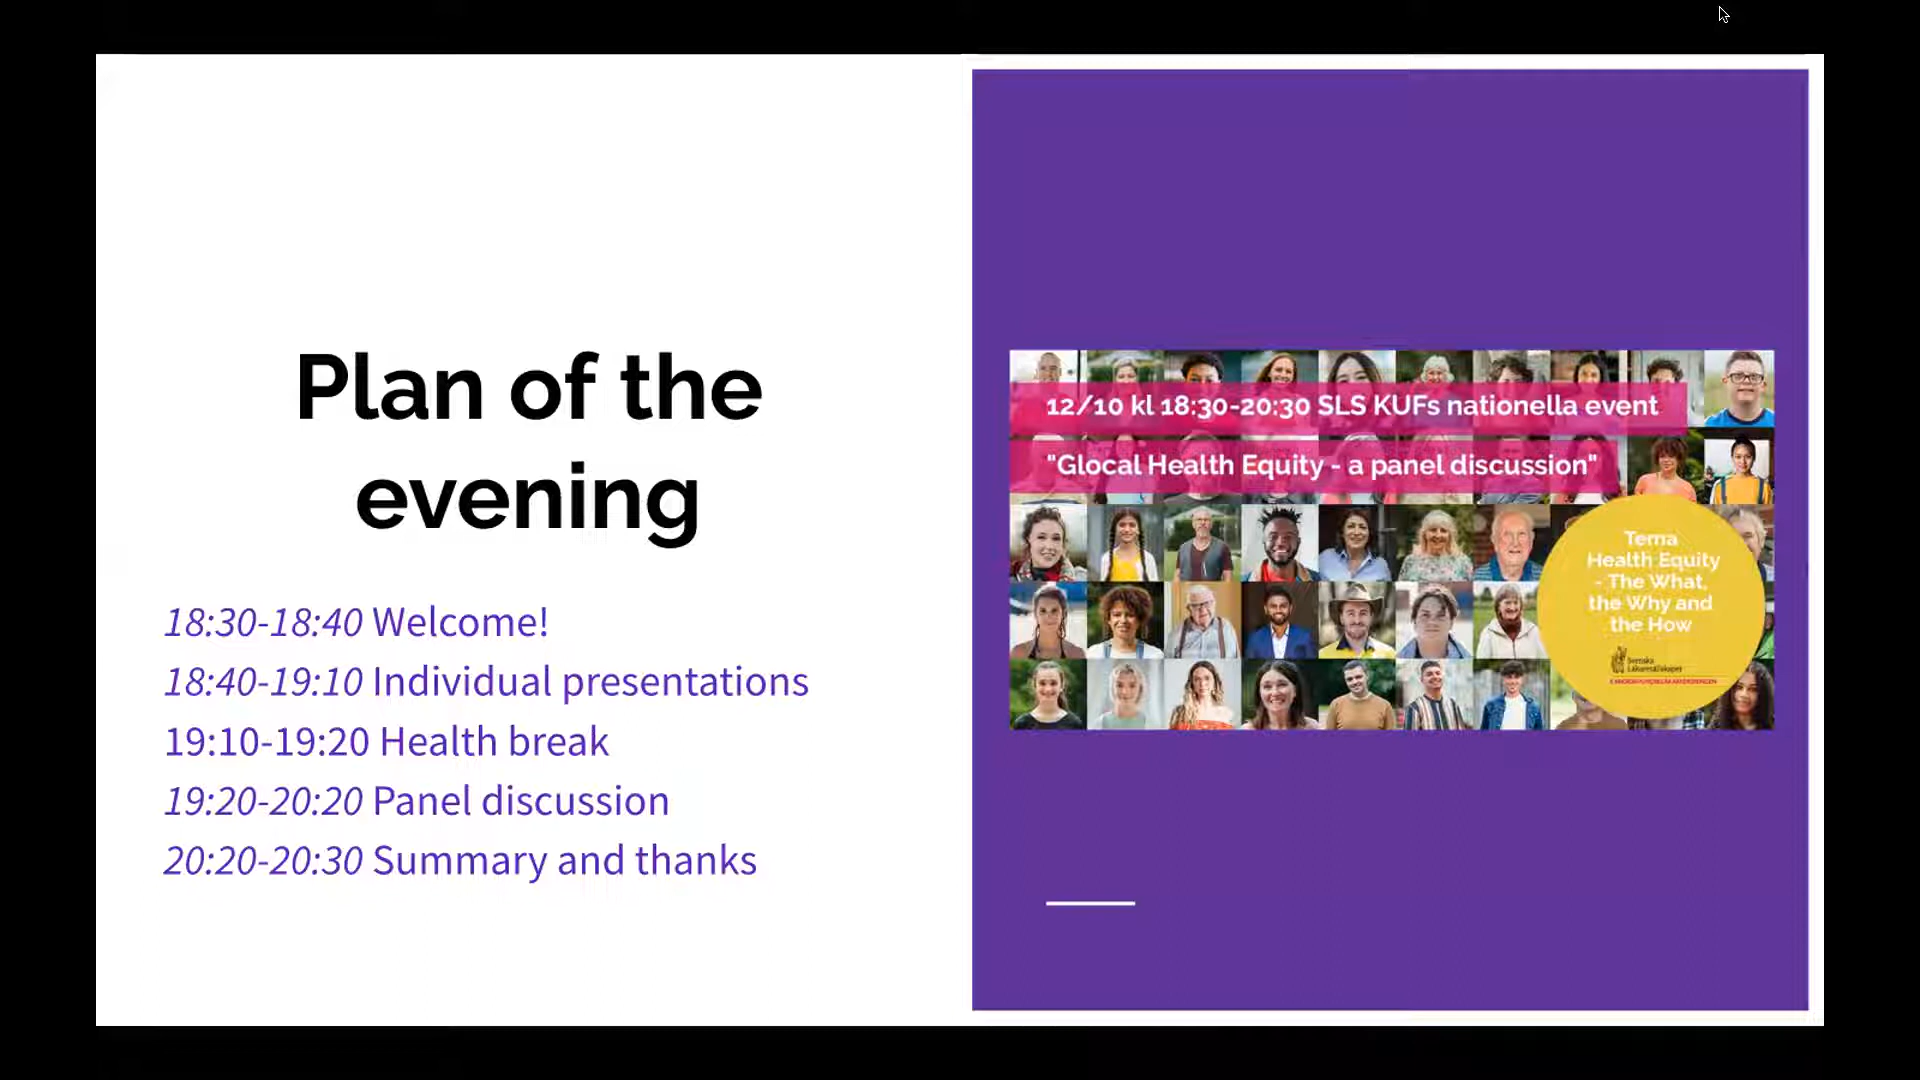 Plan of the
evening
18:30-18:40 Welcome!
18:40-19:10 Individual presentations
19:10-19:20 Health break
19:20-20:20 Panel discussion
20:20-20:30 Summary and thanks
12/10 kl 18:30-20:30 SLS KUFs nationella event
"Glocal Health Equity - a panel discussion"
Tema
Health Equity
- The What,
the Why and
the How
Svenska
Läkaresällskapet